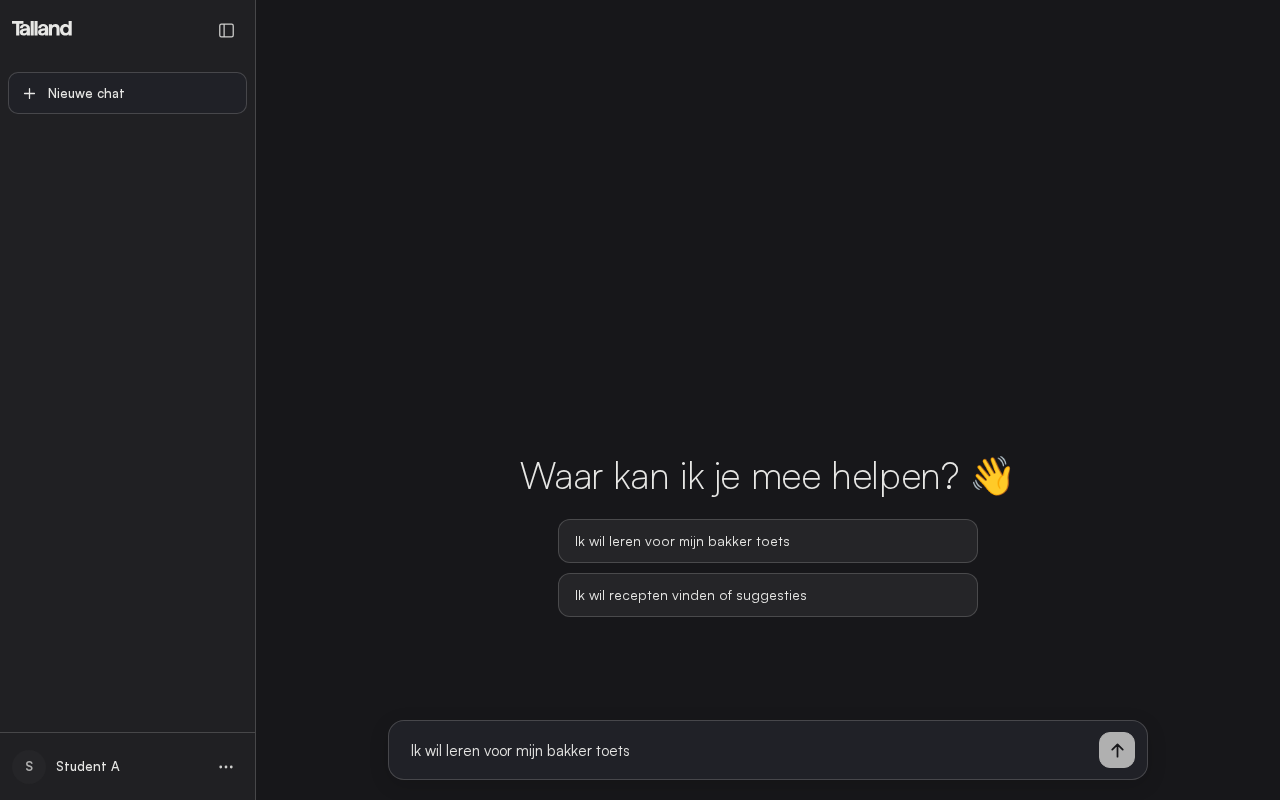 Talland
Nieuwe chat
Waar kan ik je mee helpen? 👋
Ik wil leren voor mijn bakker toets
Ik wil recepten vinden of suggesties
Ik wil leren voor mijn bakker toets
S
Student A